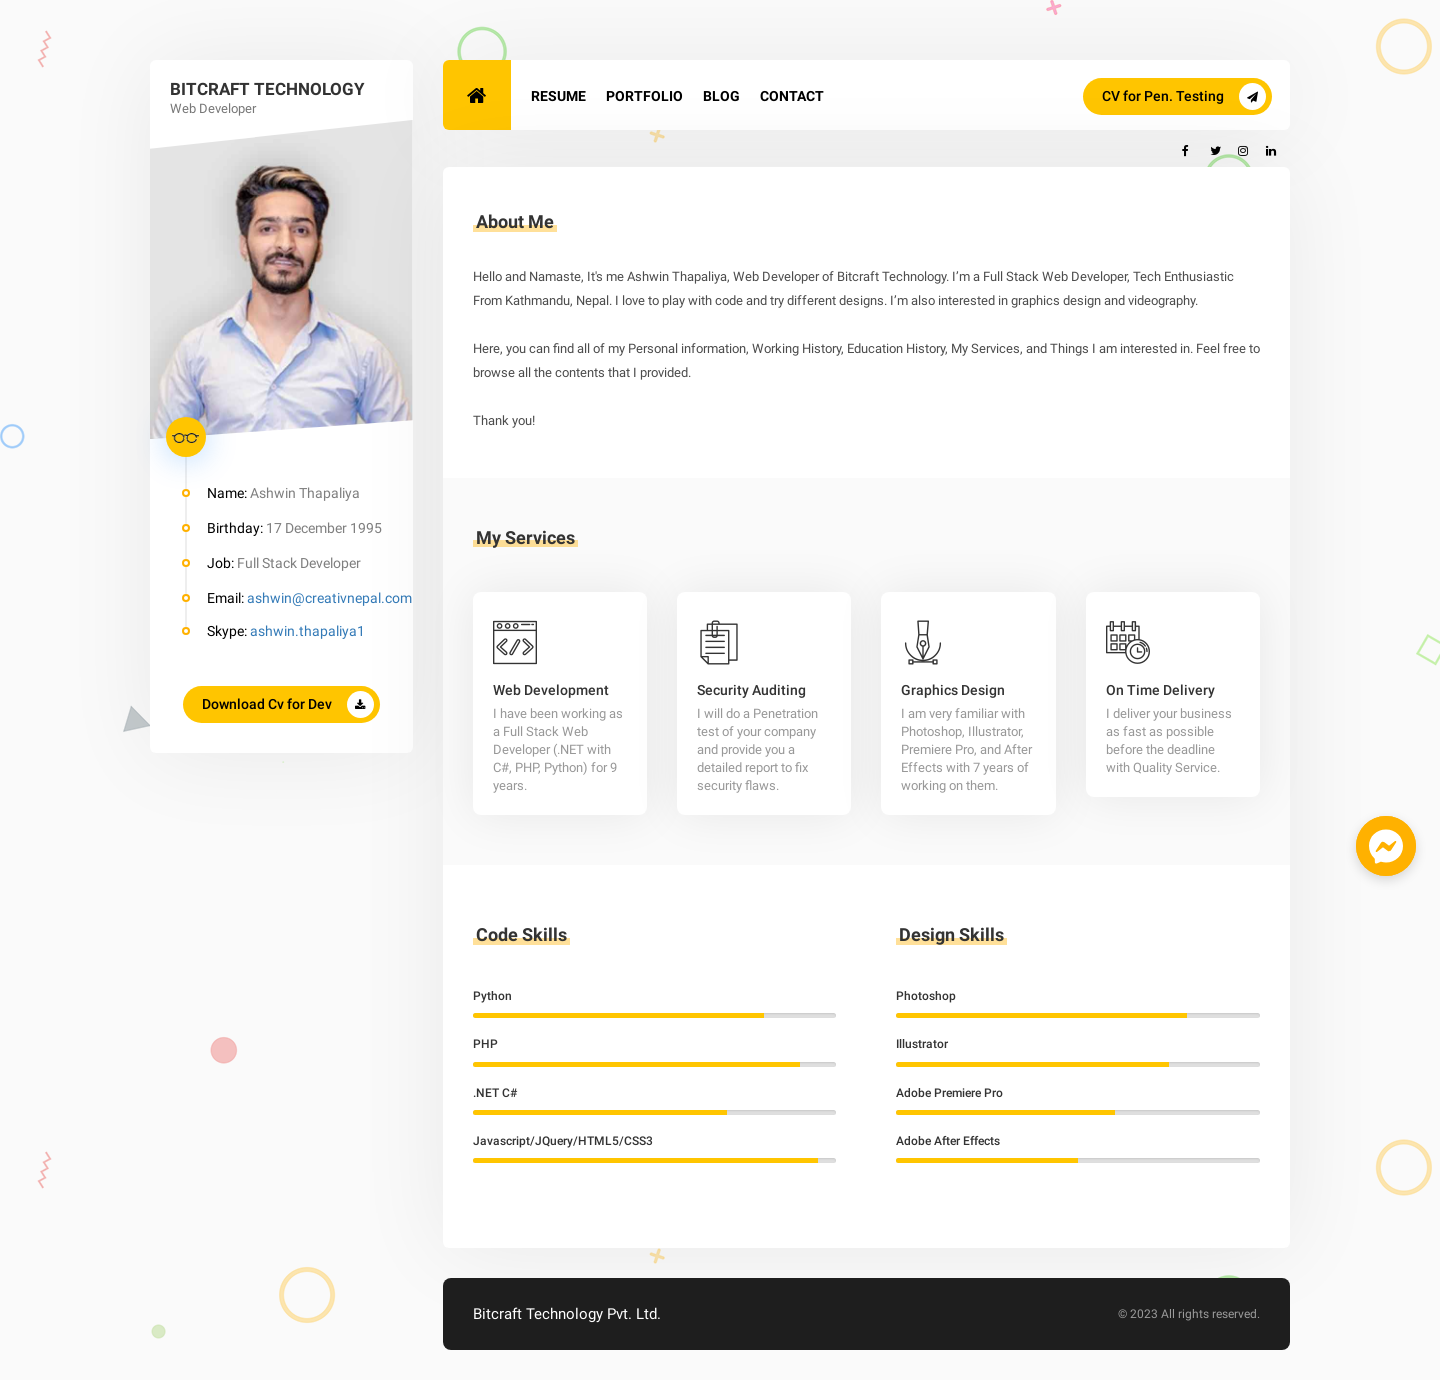 BITCRAFT TECHNOLOGY
Web Developer
Name: Ashwin Thapaliya
Birthday: 17 December 1995
Job: Full Stack Developer
Email: ashwin@creativnepal.com
Skype: ashwin.thapaliya1
Download Cv for Dev
RESUME PORTFOLIO BLOG CONTACT
CV for Pen. Testing
About Me
Hello and Namaste, It's me Ashwin Thapaliya, Web Developer of Bitcraft Technology. I’m a Full Stack Web Developer, Tech Enthusiastic
From Kathmandu, Nepal. I love to play with code and try different designs. I’m also interested in graphics design and videography.
Here, you can find all of my Personal information, Working History, Education History, My Services, and Things I am interested in. Feel free to
browse all the contents that I provided.
Thank you!
My Services
Web Development
I have been working as
a Full Stack Web
Developer (.NET with
C#, PHP, Python) for 9
years.
Security Auditing
I will do a Penetration
test of your company
and provide you a
detailed report to fix
security flaws.
Graphics Design
I am very familiar with
Photoshop, Illustrator,
Premiere Pro, and After
Effects with 7 years of
working on them.
On Time Delivery
I deliver your business
as fast as possible
before the deadline
with Quality Service.
Code Skills
Python
PHP
.NET C#
Javascript/JQuery/HTML5/CSS3
Design Skills
Photoshop
Illustrator
Adobe Premiere Pro
Adobe After Effects
Bitcraft Technology Pvt. Ltd.
© 2023 All rights reserved.